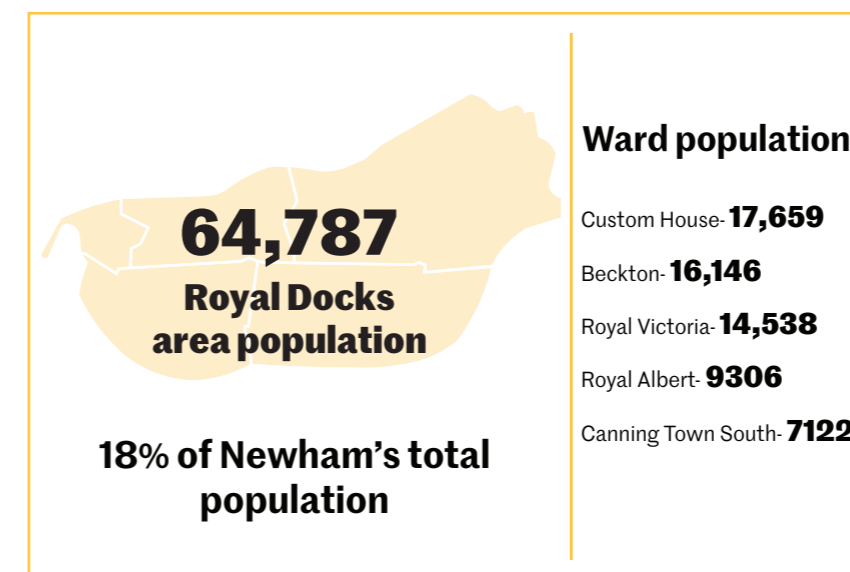 64,787
Royal Docks
area population
18% of Newham’s total
population
Ward population
Custom House- 17,659
Beckton- 16,146
Royal Victoria- 14,538
Royal Albert- 9306
Canning Town South- 7122